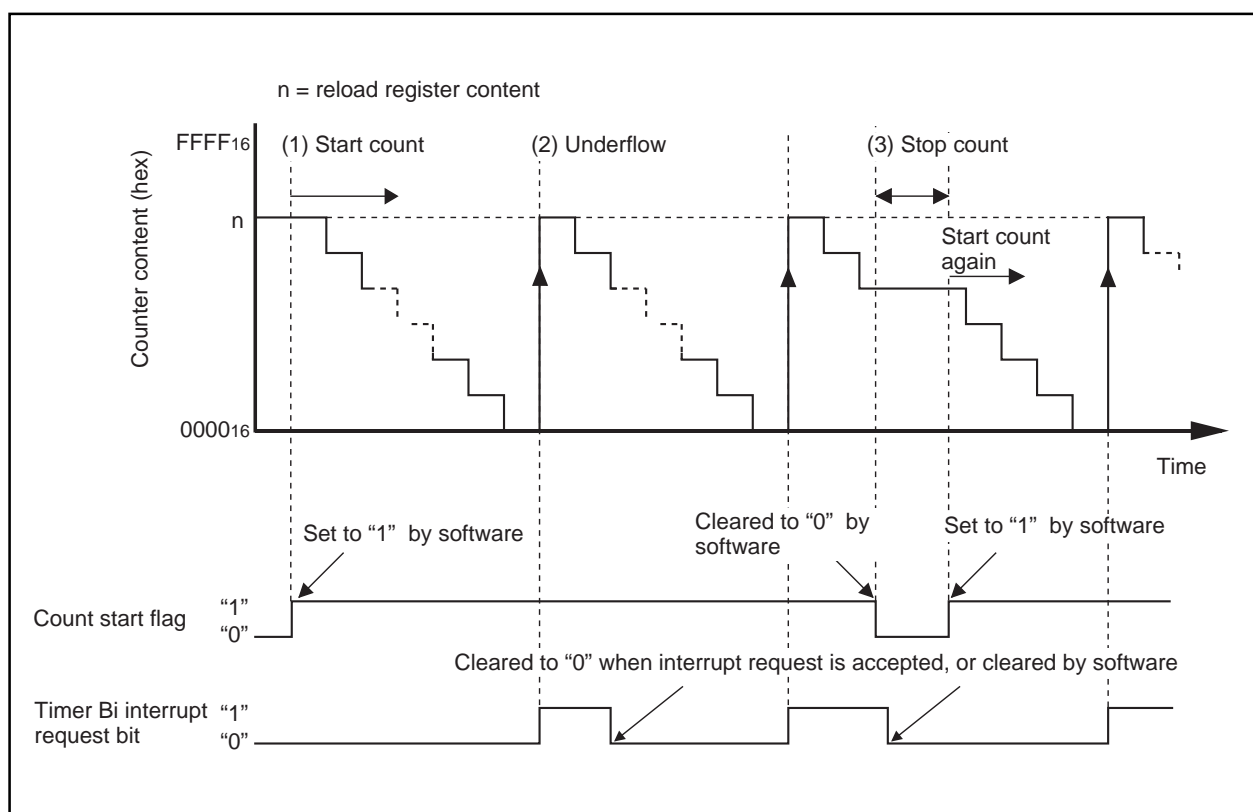 n = reload register content
FFFF16
(1) Start count
(2) Underflow
(3) Stop count
n
Start count
again
Counter content (hex)
000016
Time
Set to “1” by software
Cleared to “0” by
software
Set to “1” by software
Count start flag
“1”
“0”
Cleared to “0” when interrupt request is accepted, or cleared by software
Timer Bi interrupt
request bit
“1”
“0”